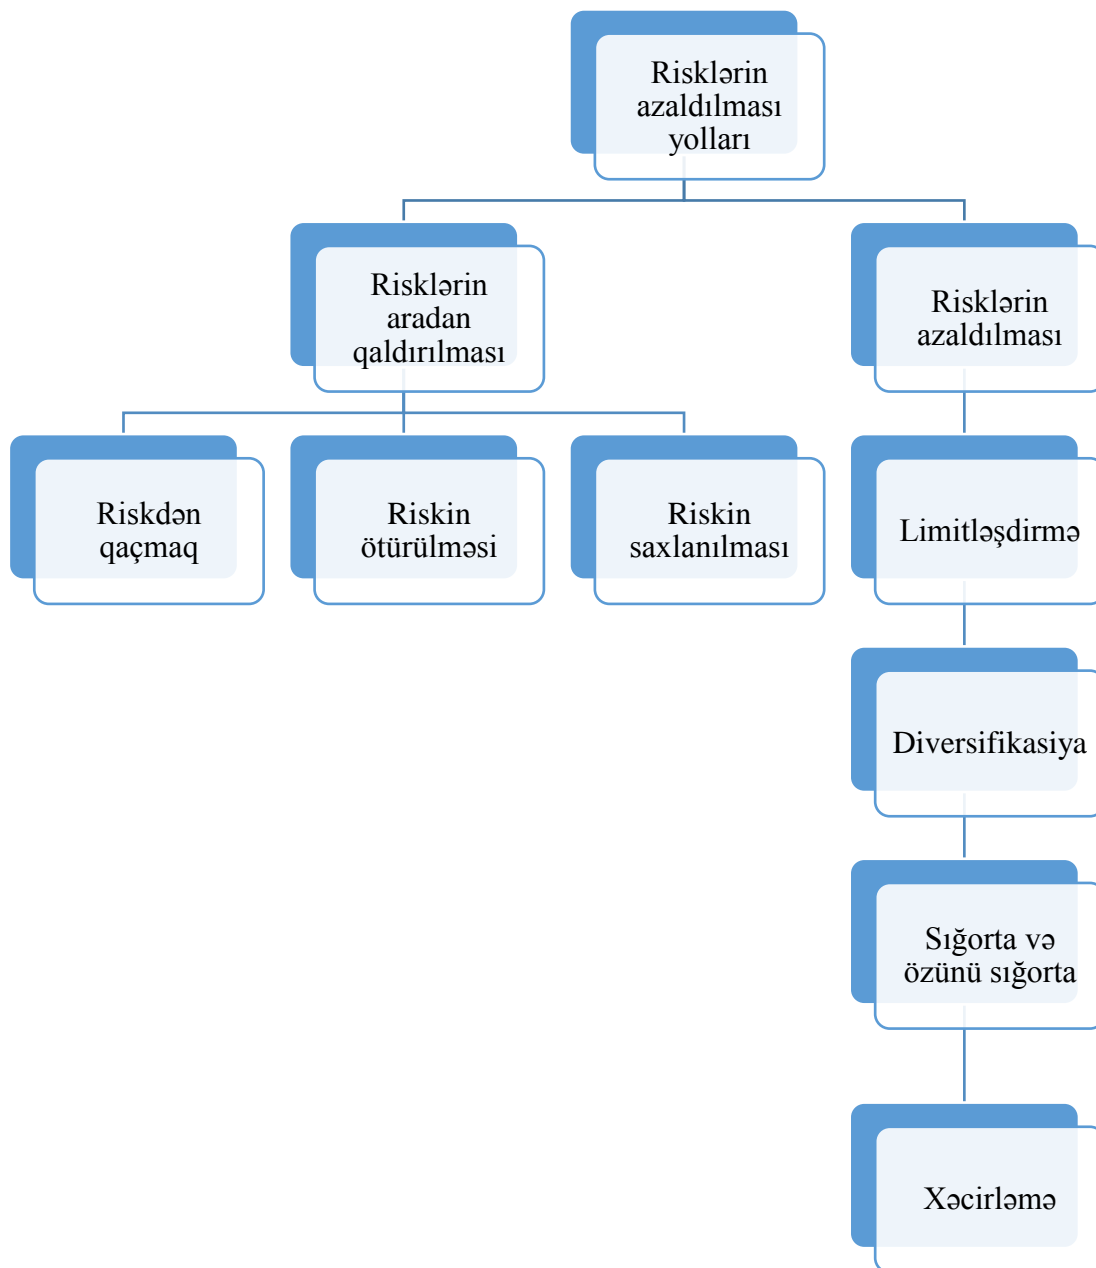 Risklərin
azaldılması
yolları
Risklərin
aradan
qaldırılması
Risklərin
azaldılması
Riskdən
qaçmaq
Riskin
ötürülməsi
Riskin
saxlanılması
Limitləşdirmə
Diversifikasiya
Sığorta və
özünü sığorta
Xəcirləmə